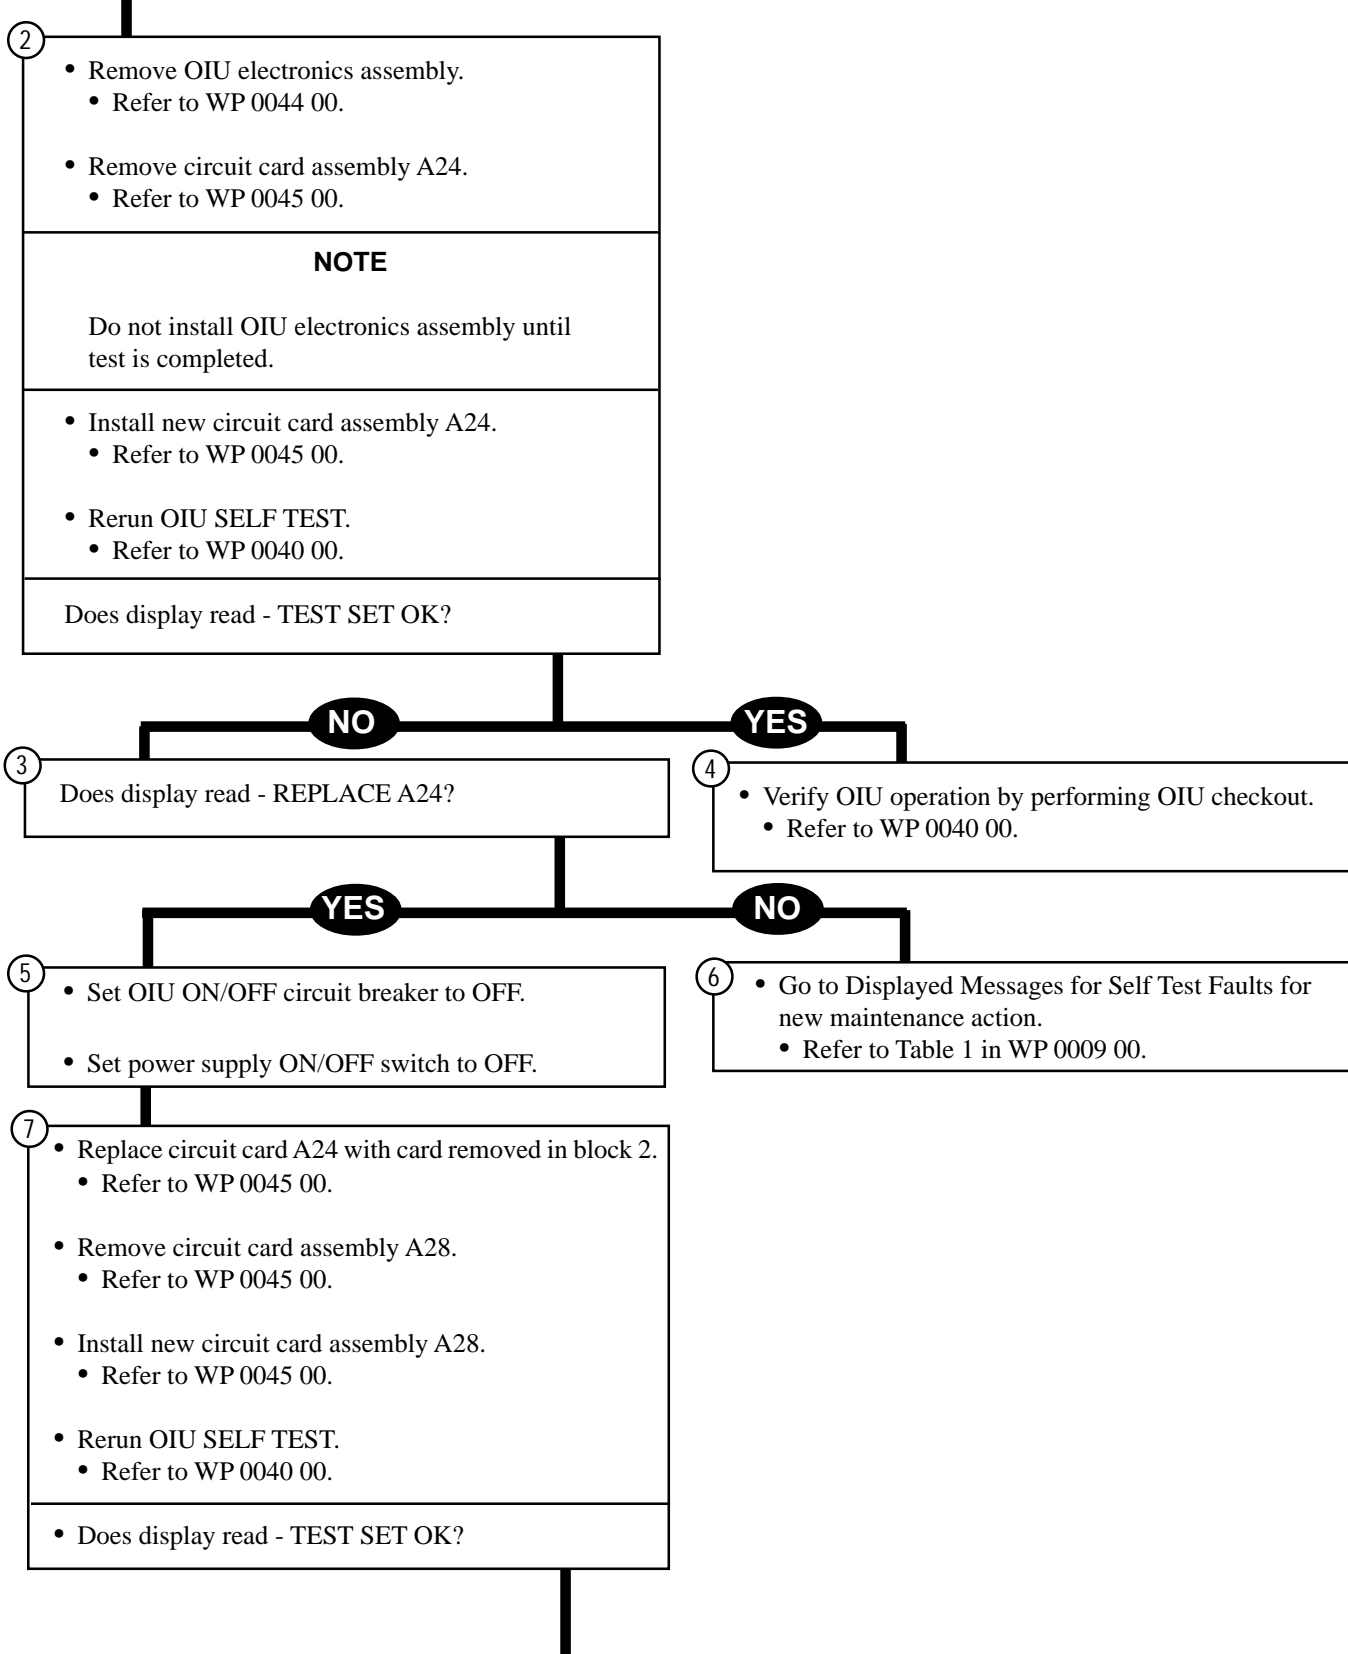 2
• Remove OIU electronics assembly.
• Refer to WP 0044 00.
• Remove circuit card assembly A24.
• Refer to WP 0045 00.
NOTE
Do not install OIU electronics assembly until
test is completed.
• Install new circuit card assembly A24.
• Refer to WP 0045 00.
• Rerun OIU SELF TEST.
• Refer to WP 0040 00.
Does display read - TEST SET OK?
NO
YES
3
Does display read - REPLACE A24?
4
• Verify OIU operation by performing OIU checkout.
• Refer to WP 0040 00.
YES
NO
5
• Set OIU ON/OFF circuit breaker to OFF.
• Set power supply ON/OFF switch to OFF.
6
• Go to Displayed Messages for Self Test Faults for
new maintenance action.
• Refer to Table 1 in WP 0009 00.
7
• Replace circuit card A24 with card removed in block 2.
• Refer to WP 0045 00.
• Remove circuit card assembly A28.
• Refer to WP 0045 00.
• Install new circuit card assembly A28.
• Refer to WP 0045 00.
• Rerun OIU SELF TEST.
• Refer to WP 0040 00.
• Does display read - TEST SET OK?